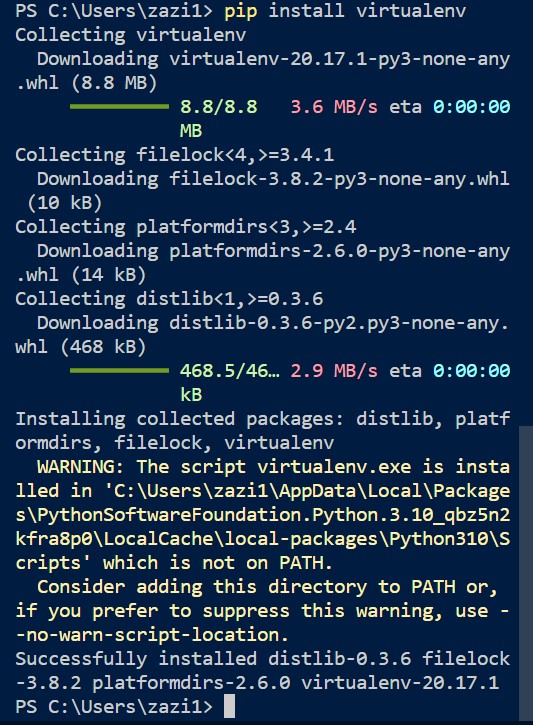 PS C:\Users\zazi1> pip install virtualenv
Collecting virtualenv
  Downloading virtualenv-20.17.1-py3-none-any
.whl (8.8 MB)
8.8/8.8 3.6 MB/s eta 0:00:00
MB
Collecting filelock<4,>=3.4.1
  Downloading filelock-3.8.2-py3-none-any.whl
 (10 kB)
Collecting platformdirs<3,>=2.4
  Downloading platformdirs-2.6.0-py3-none-any
.whl (14 kB)
Collecting distlib<1,>=0.3.6
  Downloading distlib-0.3.6-py2.py3-none-any.
whl (468 kB)
468.5/46… 2.9 MB/s eta 0:00:00
kB
Installing collected packages: distlib, platf
ormdirs, filelock, virtualenv
  WARNING: The script virtualenv.exe is insta
lled in 'C:\Users\zazi1\AppData\Local\Package
s\PythonSoftwareFoundation.Python.3.10_qbz5n2
kfra8p0\LocalCache\local-packages\Python310\S
cripts' which is not on PATH.
  Consider adding this directory to PATH or,
if you prefer to suppress this warning, use -
-no-warn-script-location.
Successfully installed distlib-0.3.6 filelock
-3.8.2 platformdirs-2.6.0 virtualenv-20.17.1
PS C:\Users\zazi1>